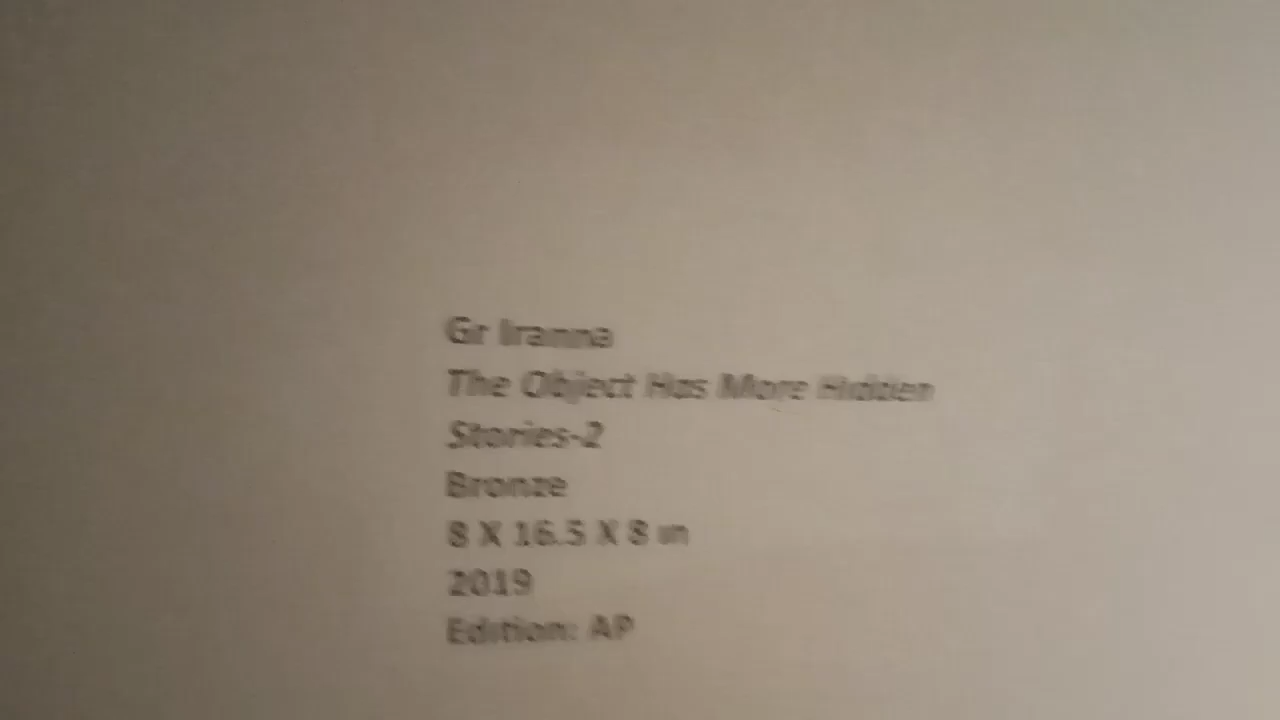 Gr Iranna
The Object Has More Hidden
Stories-2
Bronze
8 X 16.5 X 8 in
2019
Edition: AP